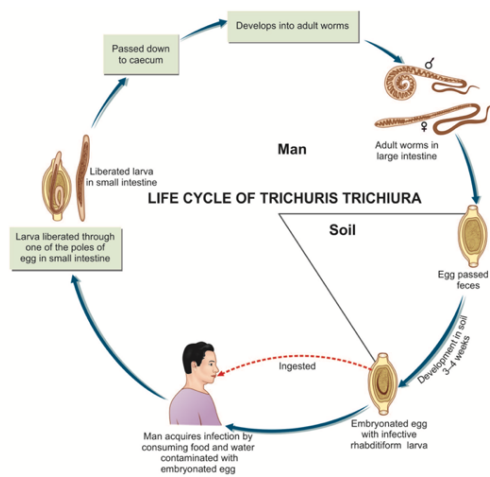 Develops into adult worms
Passed down
to caecum
♂
♀
Adult worms in
large intestine
Man
Liberated larva
in small intestine
LIFE CYCLE OF TRICHURIS TRICHIURA
Soil
Larva liberated through
one of the poles of
egg in small intestine
Egg passed
feces
Development in soil
3–4 weeks
Ingested
Embryonated egg
with infective
rhabditiform larva
Man acquires infection by
consuming food and water
contaminated with
embryonated egg